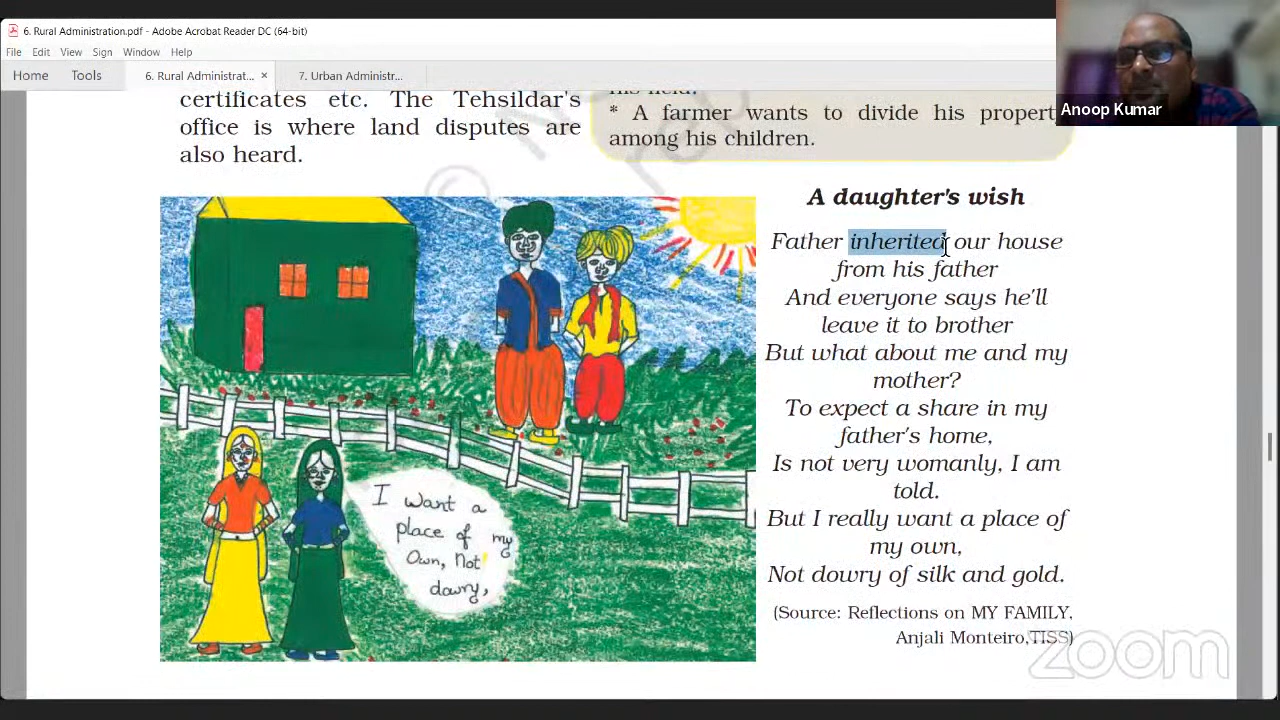 6. Rural Administration.pdf - Adobe Acrobat Reader DC (64-bit)
File Edit View Sign Window Help
Home Tools 6. Rural Administrat... × 7. Urban Administr...
Anoop Kumar
certificates etc. The Tehsildar's
office is where land disputes are
also heard.
his field.
* A farmer wants to divide his property
among his children.
A daughter's wish
Father inherited our house
from his father
And everyone says he'll
leave it to brother
But what about me and my
mother?
To expect a share in my
father's home,
Is not very womanly, I am
told.
But I really want a place of
my own,
Not dowry of silk and gold.
(Source: Reflections on MY FAMILY,
Anjali Monteiro,TISS)
I want a
place of my
Own, Not
dowry,
zoom